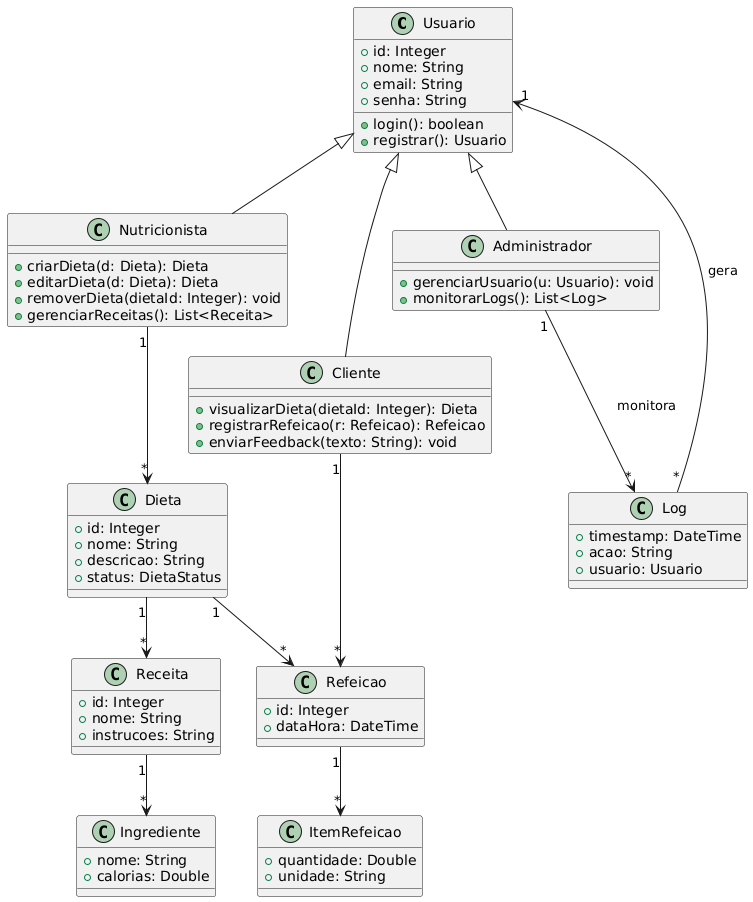 C Usuario
id: Integer
nome: String
email: String
senha: String
login(): boolean
registrar(): Usuario
1
gera
C Nutricionista
criarDieta(d: Dieta): Dieta
editarDieta(d: Dieta): Dieta
removerDieta(dietaId: Integer): void
gerenciarReceitas(): List<Receita>
C Administrador
gerenciarUsuario(u: Usuario): void
monitorarLogs(): List<Log>
1
1
C Cliente
visualizarDieta(dietaId: Integer): Dieta
registrarRefeicao(r: Refeicao): Refeicao
enviarFeedback(texto: String): void
monitora
*
1
*
*
C Dieta
id: Integer
nome: String
descricao: String
status: DietaStatus
C Log
timestamp: DateTime
acao: String
usuario: Usuario
1
1
*
*
*
C Receita
id: Integer
nome: String
instrucoes: String
C Refeicao
id: Integer
dataHora: DateTime
1
1
*
*
C Ingrediente
nome: String
calorias: Double
C ItemRefeicao
quantidade: Double
unidade: String